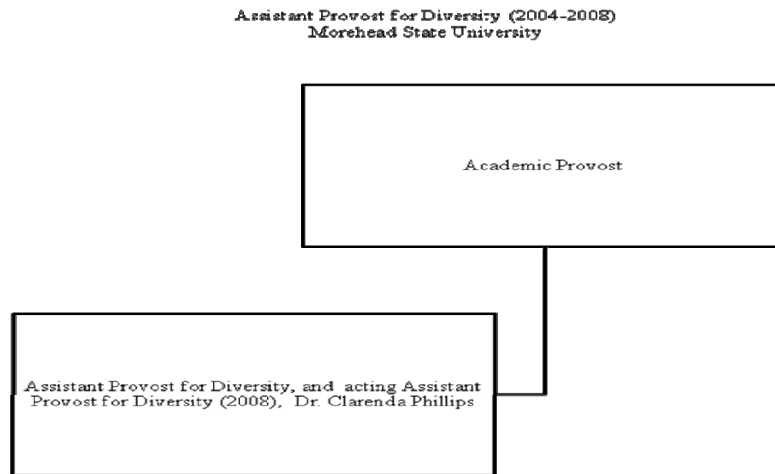 Assistant Provost for Diversity (2004-2008)
Morehead State University
Academic Provost
Assistant Provost for Diversity, and acting Assistant
Provost for Diversity (2008), Dr. Clarenda Phillips